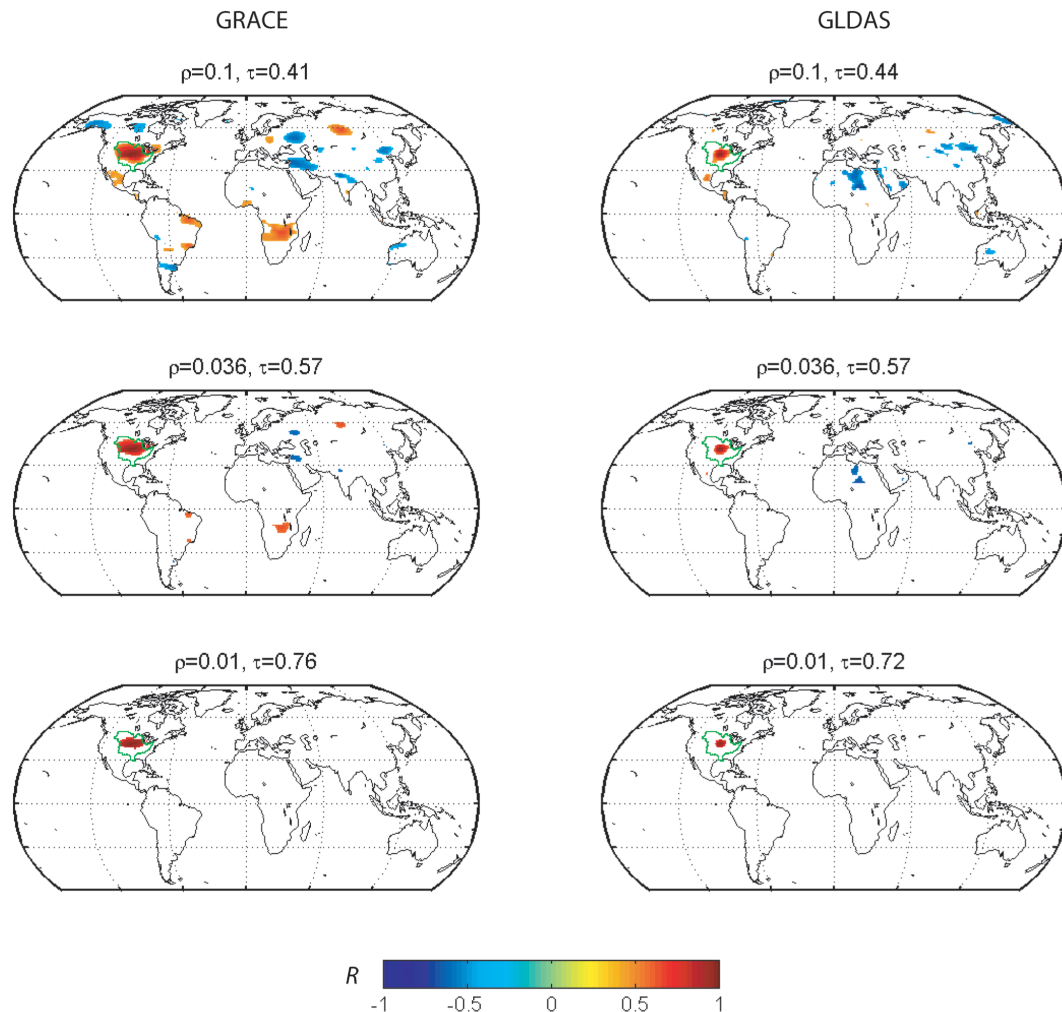 GRACE
GLDAS
ρ=0.1, τ=0.41
ρ=0.1, τ=0.44
ρ=0.036, τ=0.57
ρ=0.036, τ=0.57
ρ=0.01, τ=0.76
ρ=0.01, τ=0.72
R
-1 -0.5 0 0.5 1